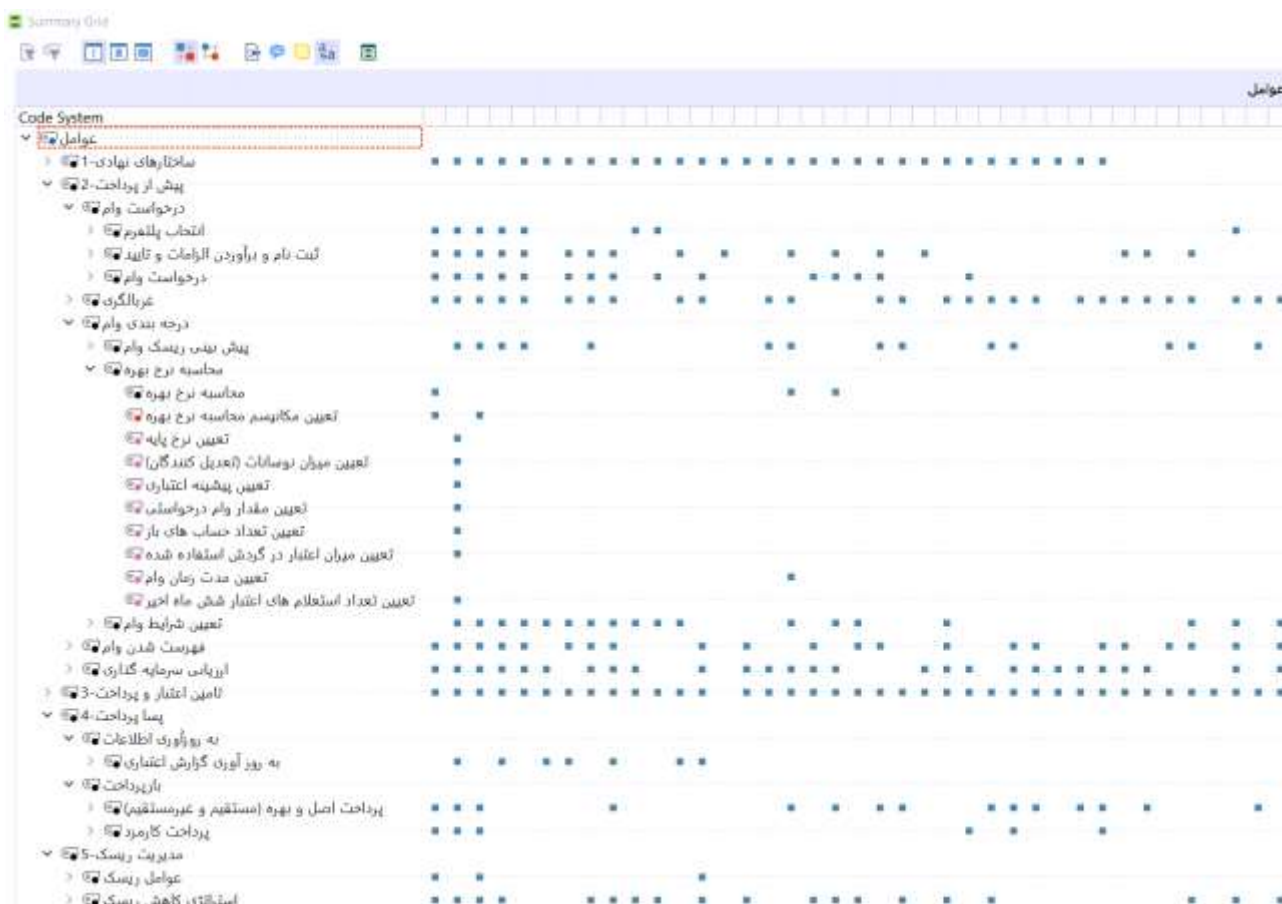 Summary Grid
عوامل
Code System
عوامل
1-ساختارهای نهادی
2-پیش از پرداخت
درخواست وام
انتخاب پلتفرم
ثبت نام و برآوردن الزامات و تایید
درخواست وام
غربالگری
درجه بندی وام
پیش بینی ریسک وام
محاسبه نرخ بهره
محاسبه نرخ بهره
تعیین مکانیسم محاسبه نرخ بهره
تعیین نرخ پایه
تعیین میزان نوسانات (تعدیل کنندگان)
تعیین پیشینه اعتباری
تعیین مقدار وام درخواستی
تعیین تعداد حساب های باز
تعیین میزان اعتبار در گردش استفاده شده
تعیین مدت زمان وام
تعیین تعداد استعلام های اعتبار شش ماه اخیر
تعیین شرایط وام
فهرست شدن وام
ارزیابی سرمایه گذاری
3-تامین اعتبار و پرداخت
4-پسا پرداخت
به روزآوری اطلاعات
به روز آوری گزارش اعتباری
بازپرداخت
پرداخت اصل و بهره (مستقیم و غیرمستقیم)
پرداخت کارمزد
5-مدیریت ریسک
عوامل ریسک
استراتژی کاهش ریسک